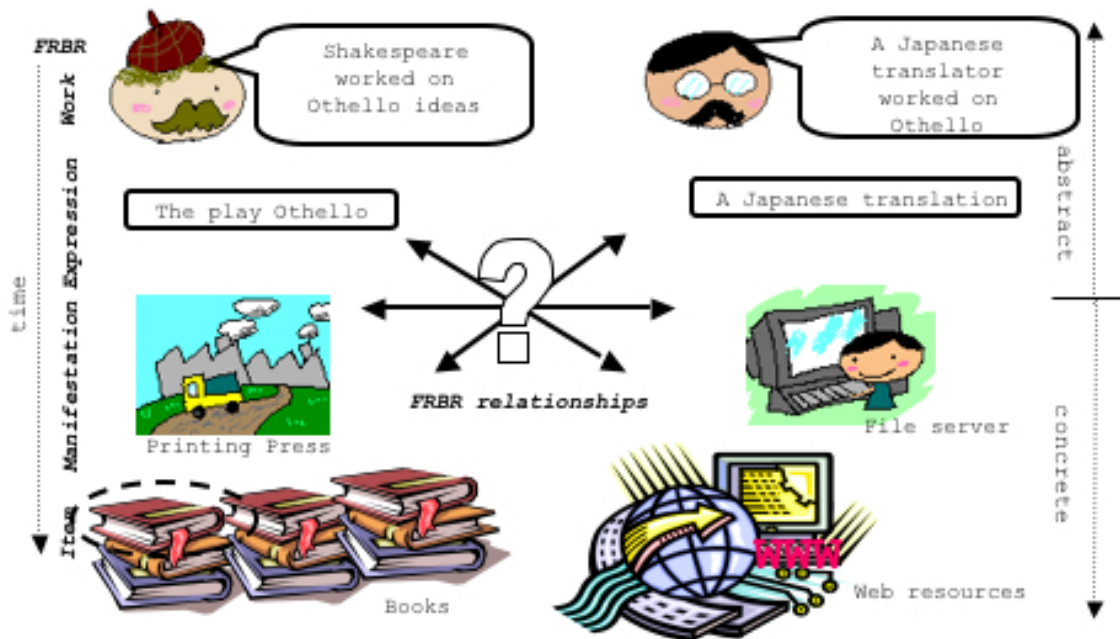 FRBR
Work
Expression
Manifestation
Item
time
Shakespeare
worked on
Othello ideas
A Japanese
translator
worked on
Othello
The play Othello
A Japanese translation
?
FRBR relationships
Printing Press
File server
Books
WWW
Web resources
abstract
concrete